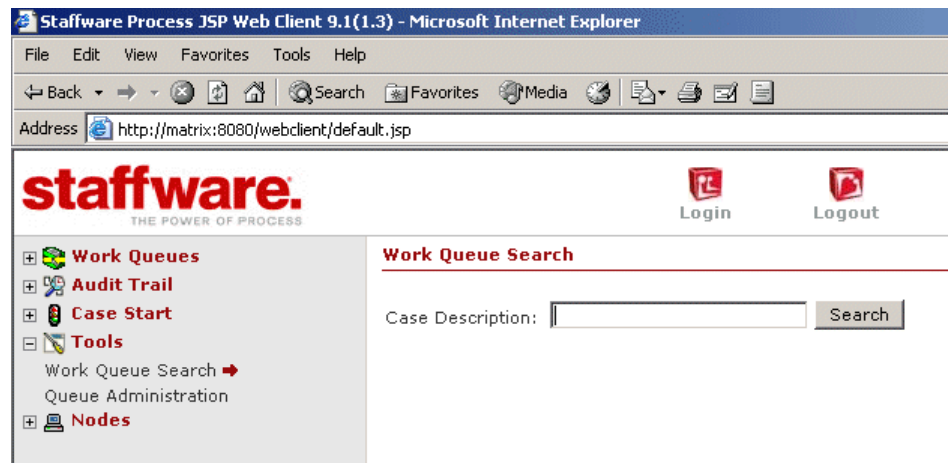 Staffware Process JSP Web Client 9.1(1.3) - Microsoft Internet Explorer
File Edit View Favorites Tools Help
Back Search Favorites Media
Address http://matrix:8080/webclient/default.jsp
staffware.
THE POWER OF PROCESS
Login Logout
Work Queues
Audit Trail
Case Start
Tools
Work Queue Search
Queue Administration
Nodes
Work Queue Search
Case Description: Search